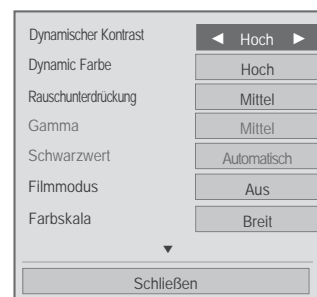 Dynamischer Kontrast ◄ Hoch ►
Dynamic Farbe Hoch
Rauschunterdrückung Mittel
Gamma Mittel
Schwarzwert Automatisch
Filmmodus Aus
Farbskala Breit
▼
Schließen